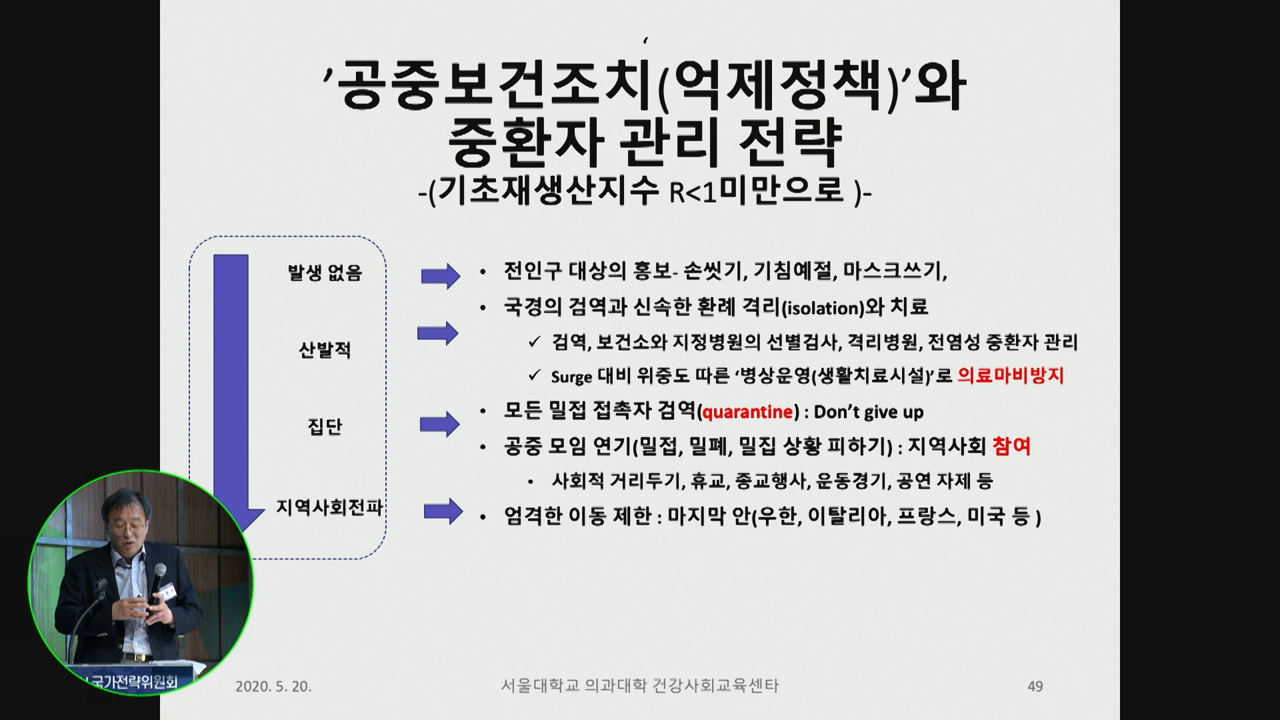 ‘
’공중보건조치(억제정책)’와
중환자 관리 전략
-(기초재생산지수 R<1미만으로 )-
발생 없음
산발적
집단
지역사회전파
• 전인구 대상의 홍보- 손씻기, 기침예절, 마스크쓰기,
• 국경의 검역과 신속한 환례 격리(isolation)와 치료
✓ 검역, 보건소와 지정병원의 선별검사, 격리병원, 전염성 중환자 관리
✓ Surge 대비 위중도 따른 ‘병상운영(생활치료시설)’로 의료마비방지
• 모든 밀접 접촉자 검역(quarantine) : Don’t give up
• 공중 모임 연기(밀접, 밀폐, 밀집 상황 피하기) : 지역사회 참여
• 사회적 거리두기, 휴교, 종교행사, 운동경기, 공연 자제 등
• 엄격한 이동 제한 : 마지막 안(우한, 이탈리아, 프랑스, 미국 등 )
국가전략위원회
2020. 5. 20.
서울대학교 의과대학 건강사회교육센타
49